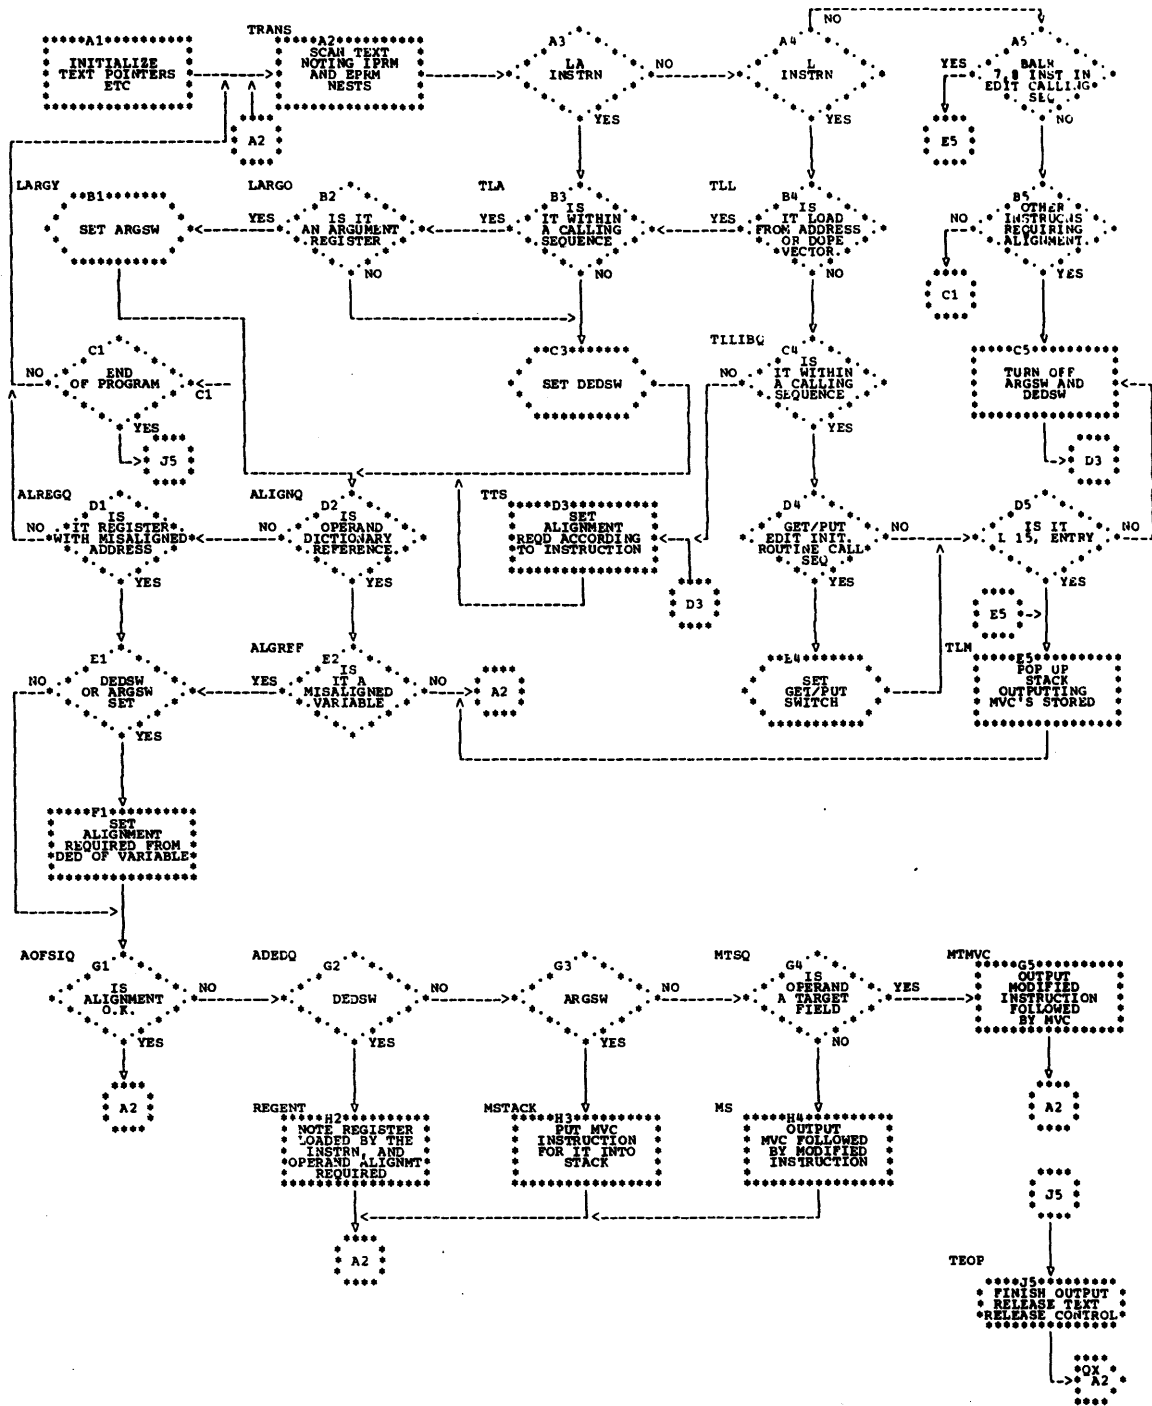 NO
TRANS
A1
INITIALIZE
TEXT POINTERS
ETC
A2
SCAN TEXT
NOTING IPRM
AND EPRM
NESTS
A3
LA
INSTRN
NO
YES
A4
L
INSTRN
YES
A5
BALR
7,8 INST IN
EDIT CALLING
SEQ
YES
NO
A2
E5
LARGY
B1
SET ARGSW
LARGO
B2
IS IT
AN ARGUMENT
REGISTER
YES
NO
TLA
B3
IS
IT WITHIN
A CALLING
SEQUENCE
YES
NO
TLL
B4
IS
IT LOAD
FROM ADDRESS
OR DOPE
VECTOR.
YES
NO
B5
OTHER
INSTRUCNS
REQUIRING
ALIGNMENT.
NO
YES
C1
C1
END
OF PROGRAM
NO
C1
YES
J5
C3
SET DEDSW
TLLIBQ
C4
IS
IT WITHIN
A CALLING
SEQUENCE
NO
YES
C5
TURN OFF
ARGSW AND
DEDSW
D3
ALREGQ
D1
IS
IT REGISTER
WITH MISALIGNED
ADDRESS
NO
YES
ALIGNQ
D2
IS
OPERAND
DICTIONARY
REFERENCE.
NO
YES
TTS
D3
SET
ALIGNMENT
REQD ACCORDING
TO INSTRUCTION
D3
D4
GET/PUT
EDIT INIT.
ROUTINE CALL
SEQ
NO
YES
D5
IS IT
L 15, ENTRY
NO
YES
E5
E1
DEDSW
OR ARGSW
SET
NO
YES
ALGREF
E2
IS
IT A
MISALIGNED
VARIABLE
YES
NO
A2
E4
SET
GET/PUT
SWITCH
TLM
E5
POP UP
STACK
OUTPUTTING
MVC'S STORED
F1
SET
ALIGNMENT
REQUIRED FROM
DED OF VARIABLE
AOFSIQ
G1
IS
ALIGNMENT
O.K.
NO
YES
A2
ADEDQ
G2
DEDSW
NO
YES
G3
ARGSW
NO
YES
MTSQ
G4
IS
OPERAND
A TARGET
FIELD
YES
NO
MTMVC
G5
OUTPUT
MODIFIED
INSTRUCTION
FOLLOWED
BY MVC
A2
REGENT
H2
NOTE REGISTER
LOADED BY THE
INSTRN, AND
OPERAND ALIGNMT
REQUIRED
MSTACK
H3
PUT MVC
INSTRUCTION
FOR IT INTO
STACK
MS
H4
OUTPUT
MVC FOLLOWED
BY MODIFIED
INSTRUCTION
A2
J5
TEOP
J5
FINISH OUTPUT
RELEASE TEXT
RELEASE CONTROL
QX
A2